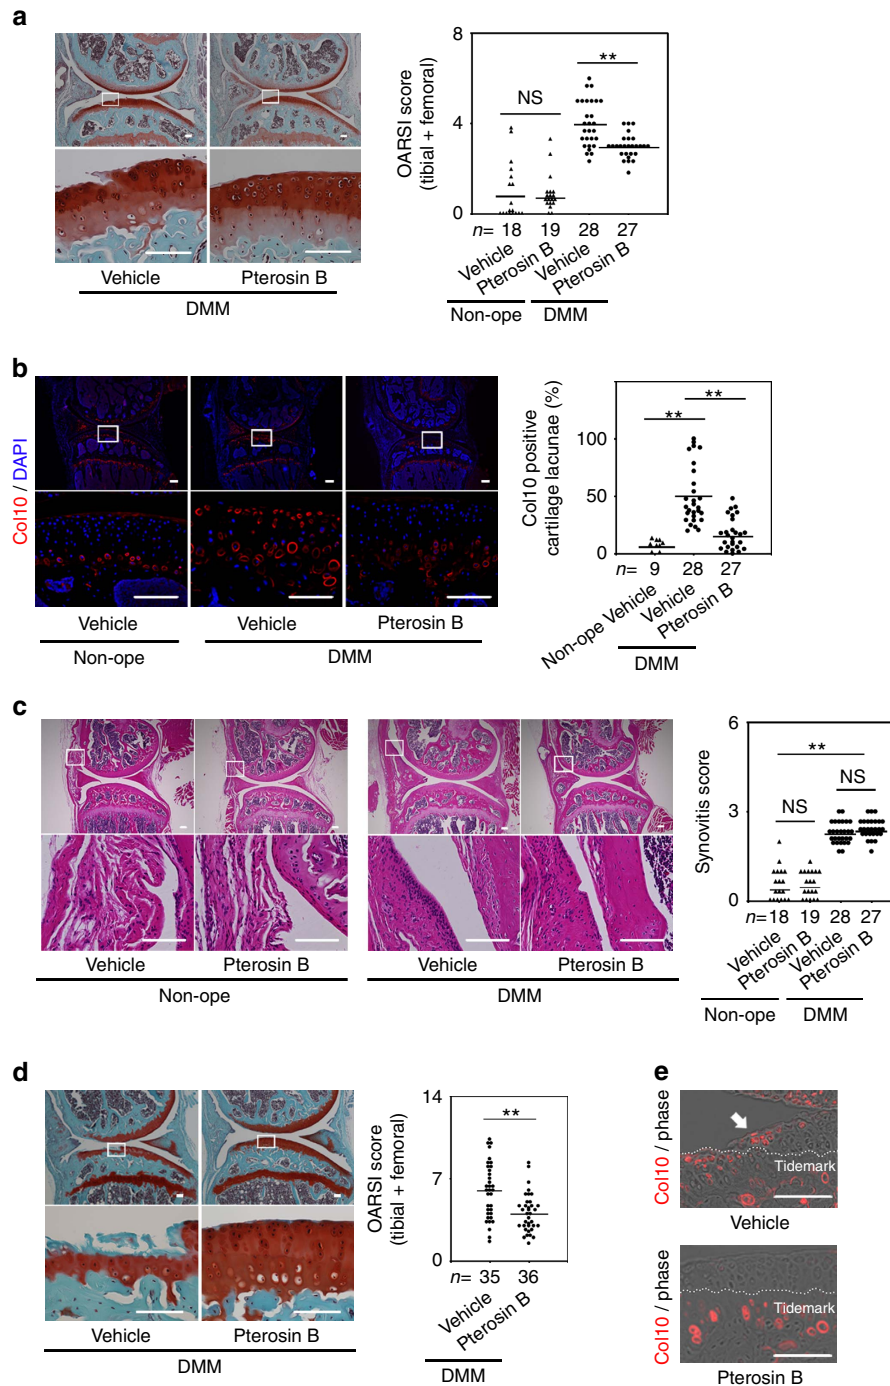 a
8
4
0
OARSI score
(tibial + femoral)
NS
**
n= 18 19 28 27
Vehicle
Pterosin B
Vehicle
Pterosin B
Non-ope DMM
Vehicle Pterosin B
DMM
b
Col10 / DAPI
Vehicle Vehicle Pterosin B
Non-ope DMM
Col10 positive
cartilage lacunae (%)
100
50
0
**
**
n= 9 28 27
Non-ope Vehicle
Vehicle
Pterosin B
DMM
c
Vehicle Pterosin B Vehicle Pterosin B
Non-ope DMM
Synovitis score
6
3
0
**
NS
NS
n= 18 19 28 27
Vehicle
Pterosin B
Vehicle
Pterosin B
Non-ope DMM
d
Vehicle Pterosin B
DMM
OARSI score
(tibial + femoral)
14
7
0
**
n= 35 36
Vehicle
Pterosin B
DMM
e
Col10 / phase
Tidemark
Vehicle
Col10 / phase
Tidemark
Pterosin B